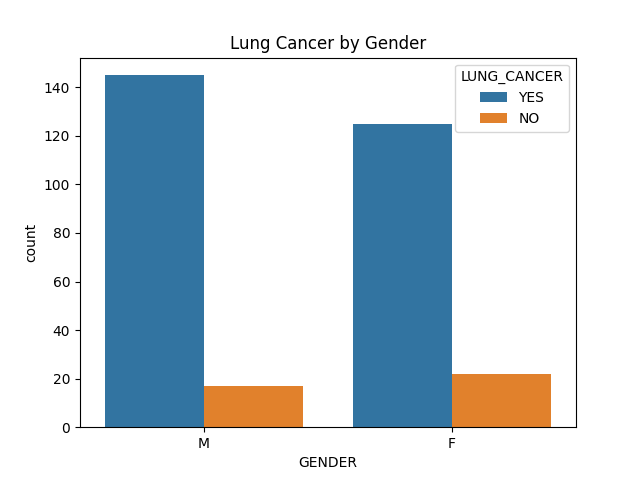 Lung Cancer by Gender
LUNG_CANCER
YES
NO
140
120
100
80
60
40
20
0
count
M
F
GENDER